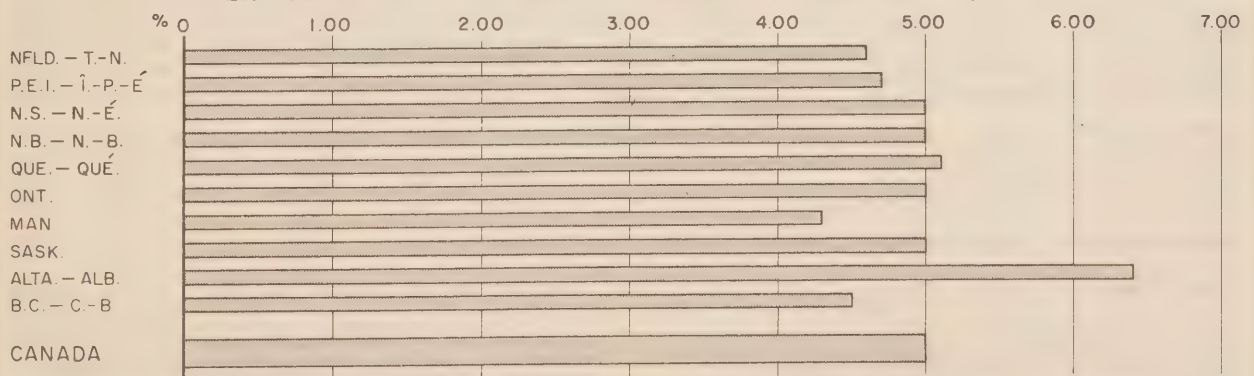 % 0 1.00 2.00 3.00 4.00 5.00 6.00 7.00
NFLD. — T.-N.
P.E.I. — Î.-P.-É
N.S. — N.-É.
N.B. — N.-B.
QUE. — QUÉ.
ONT.
MAN
SASK.
ALTA. — ALB.
B.C. — C.-B
CANADA